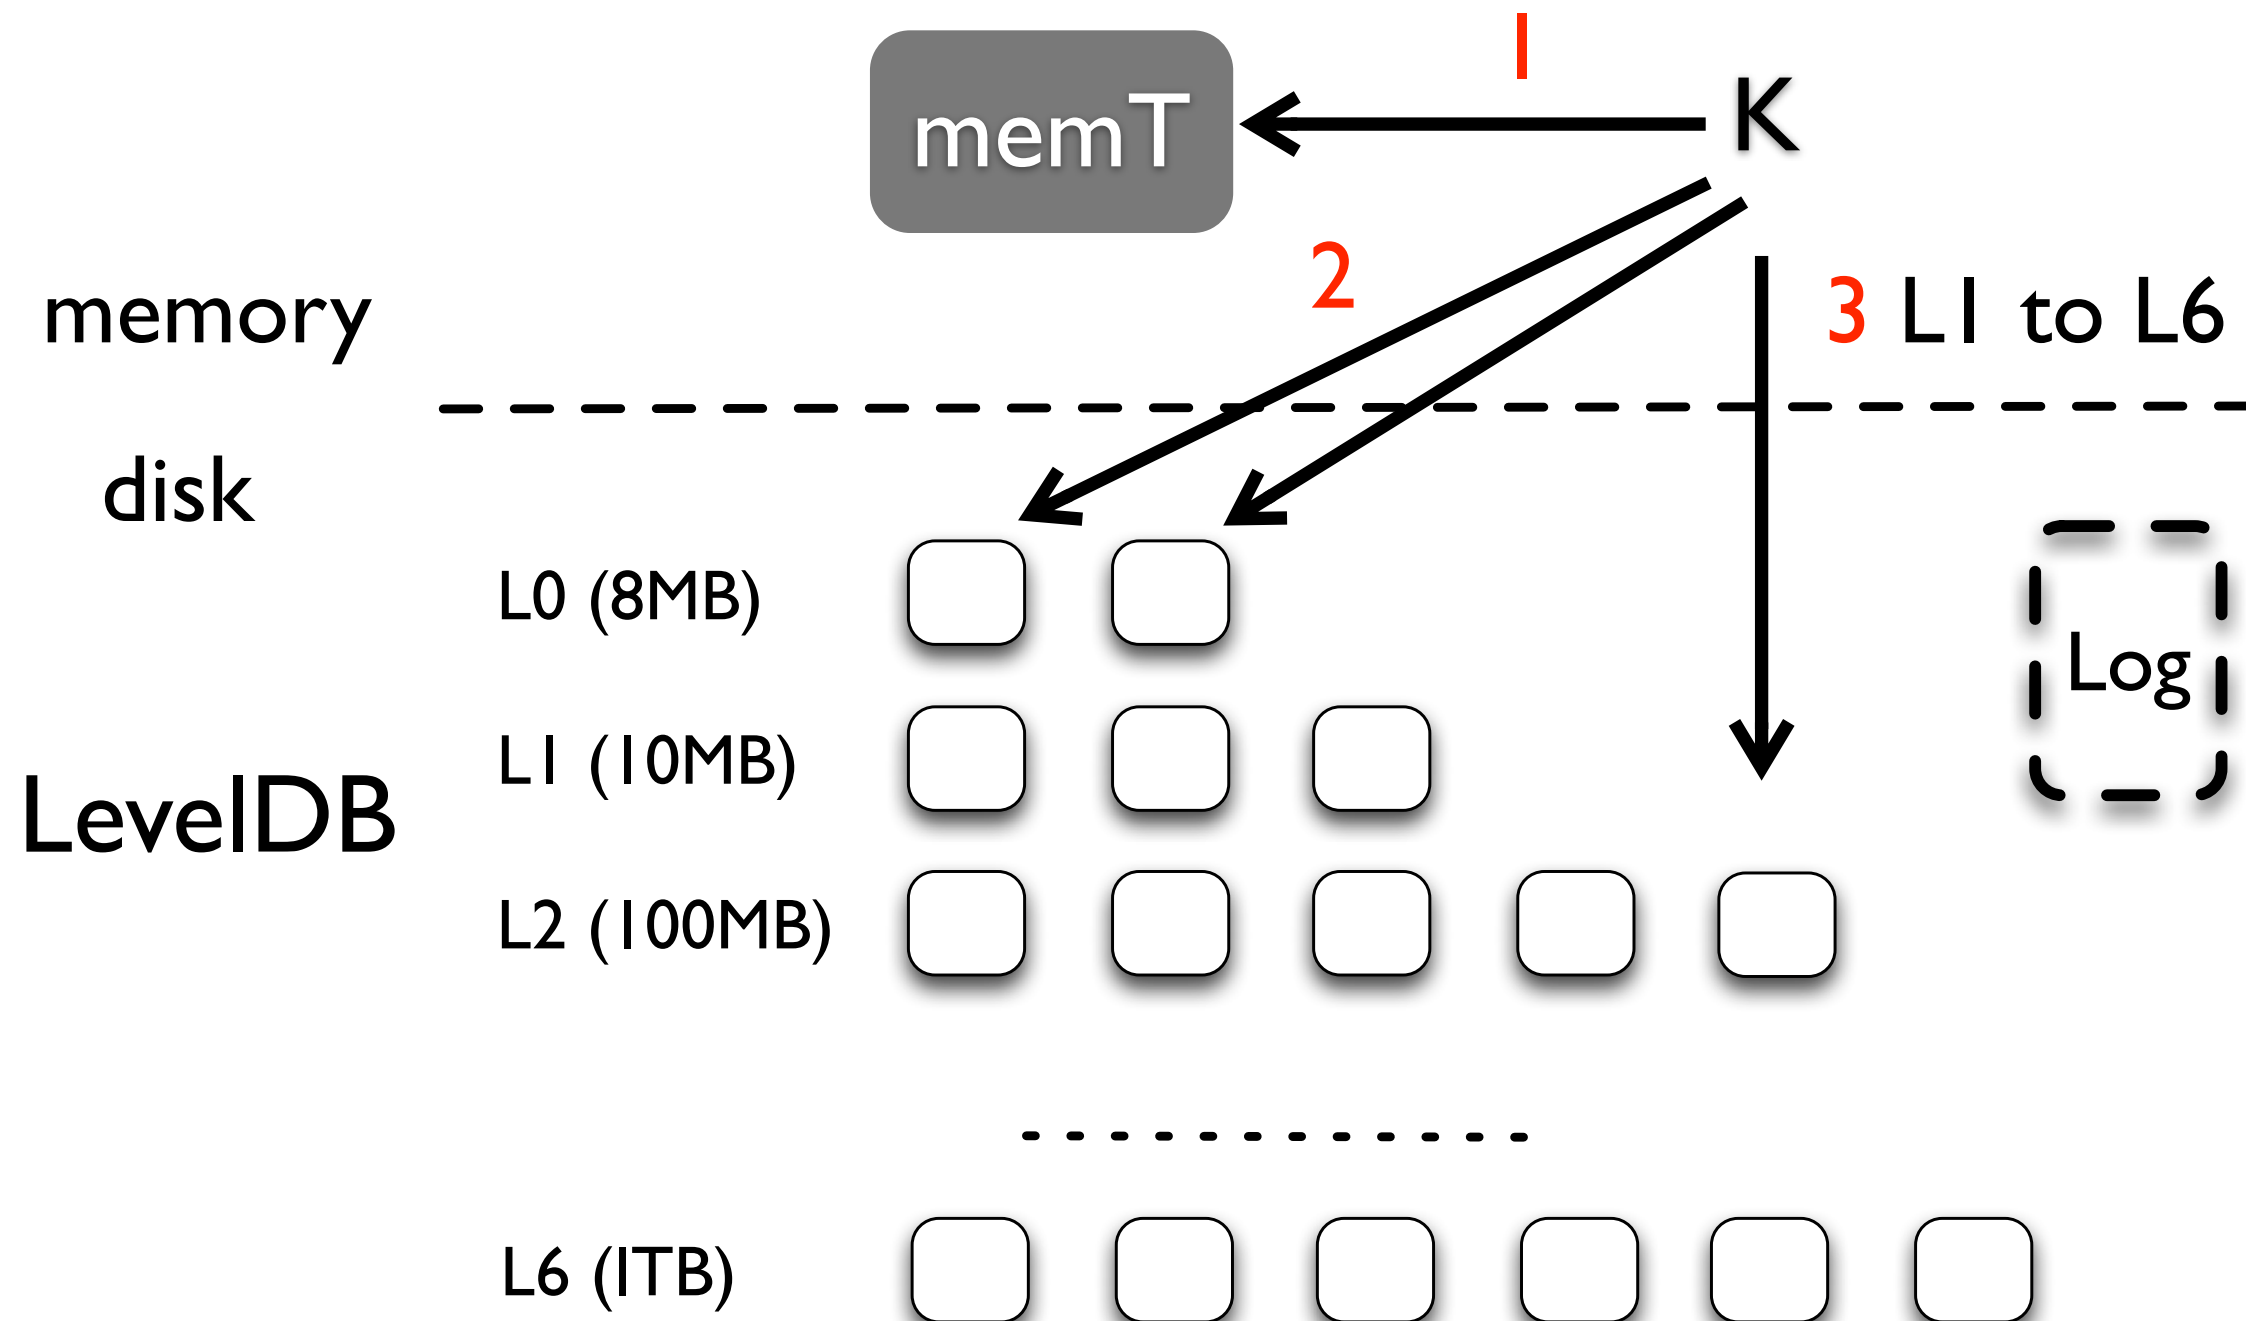 1
memT
K
2
memory
3 L1 to L6
disk
L0 (8MB)
Log
L1 (10MB)
LevelDB
L2 (100MB)
L6 (1TB)